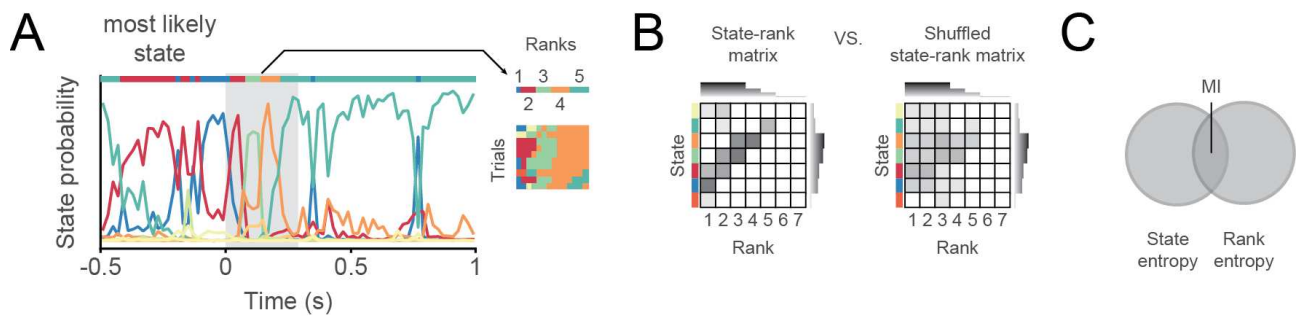 A
most likely
state
State probability
-0.5
0
0.5
1
Time (s)
Ranks
1 3 5
2 4
Trials
B
State-rank
matrix
VS.
Shuffled
state-rank matrix
State
1 2 3 4 5 6 7
Rank
State
1 2 3 4 5 6 7
Rank
C
MI
State
entropy
Rank
entropy